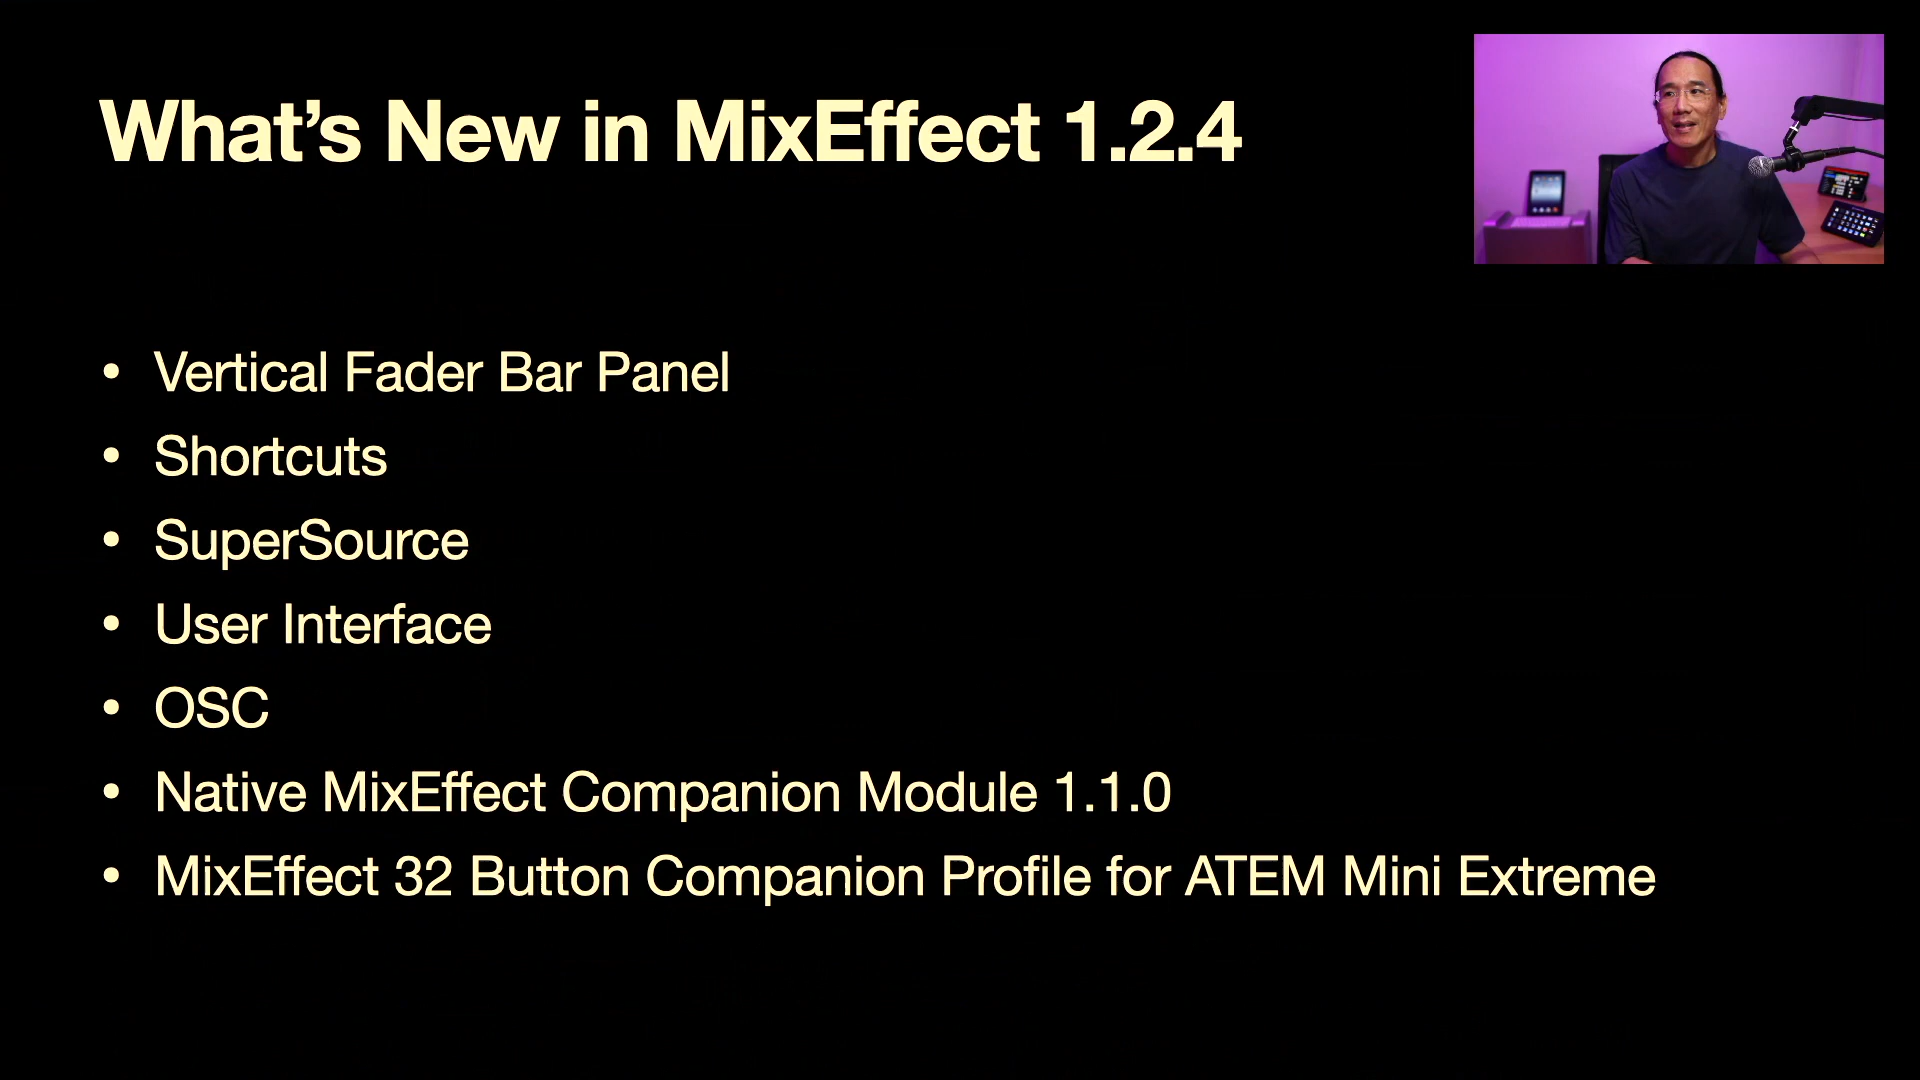 What’s New in MixEffect 1.2.4
• Vertical Fader Bar Panel
• Shortcuts
• SuperSource
• User Interface
• OSC
• Native MixEffect Companion Module 1.1.0
• MixEffect 32 Button Companion Profile for ATEM Mini Extreme